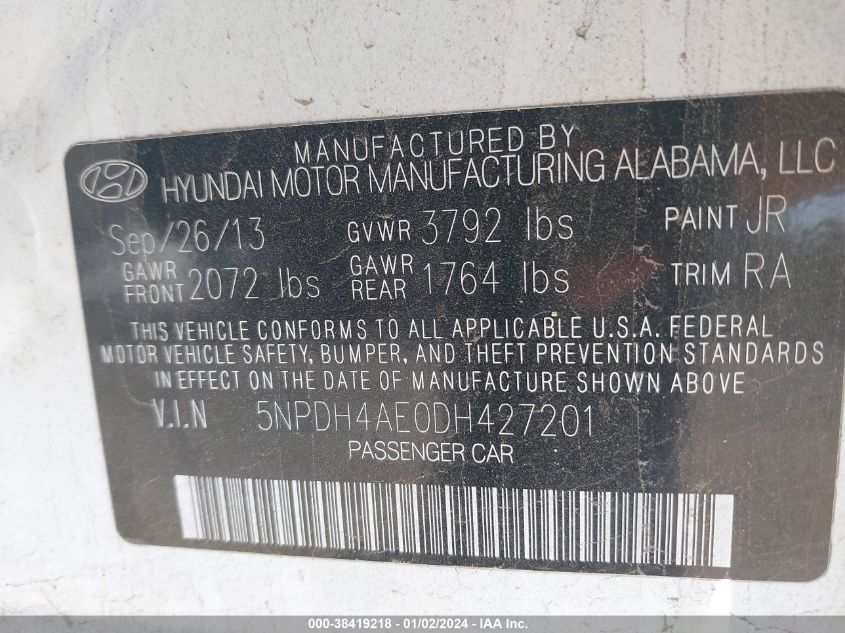 MANUFACTURED BY
HYUNDAI MOTOR MANUFACTURING ALABAMA, LLC
Sep/26/13 GVWR 3792 lbs PAINT JR
GAWR FRONT 2072 lbs GAWR REAR 1764 lbs TRIM RA
THIS VEHICLE CONFORMS TO ALL APPLICABLE U.S.A. FEDERAL
MOTOR VEHICLE SAFETY, BUMPER, AND THEFT PREVENTION STANDARDS
IN EFFECT ON THE DATE OF MANUFACTURE SHOWN ABOVE
V.I.N 5NPDH4AE0DH427201
PASSENGER CAR
000-38419218 - 01/02/2024 - IAA Inc.